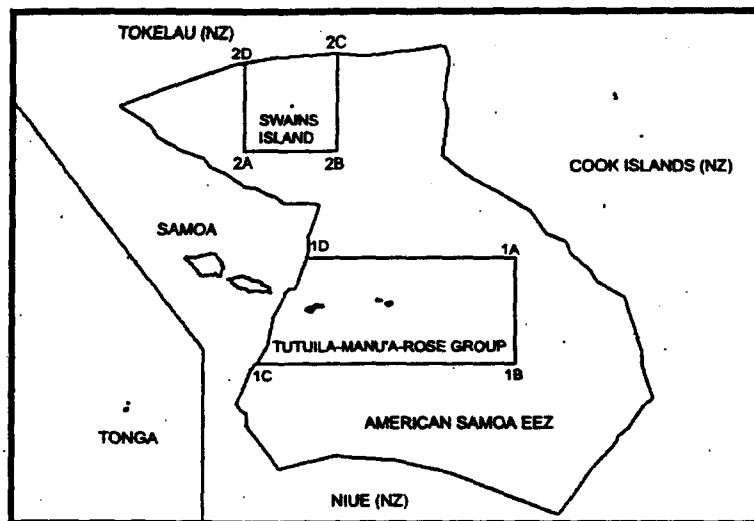 TOKELAU (NZ)
2D
2C
SWAINS
ISLAND
2A
2B
COOK ISLANDS (NZ)
SAMOA
1D
1A
TUTUILA-MANU'A-ROSE GROUP
1C
1B
TONGA
AMERICAN SAMOA EEZ
NIUE (NZ)